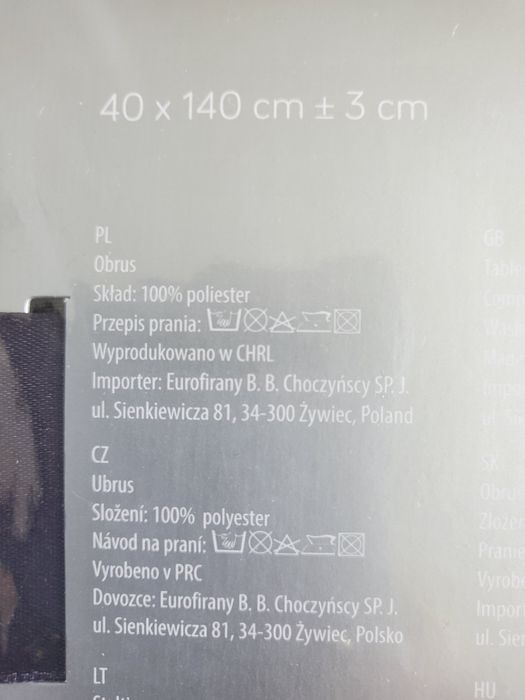 40 x 140 cm ± 3 cm
PL
Obrus
Skład: 100% poliester
Przepis prania:
Wyprodukowano w CHRL
Importer: Eurofirany B. B. Choczyńscy SP. J.
ul. Sienkiewicza 81, 34-300 Żywiec, Poland
CZ
Ubrus
Složení: 100% polyester
Návod na praní:
Vyrobeno v PRC
Dovozce: Eurofirany B. B. Choczyńscy SP. J.
ul. Sienkiewicza 81, 34-300 Żywiec, Polsko
LT
GB
SK
HU